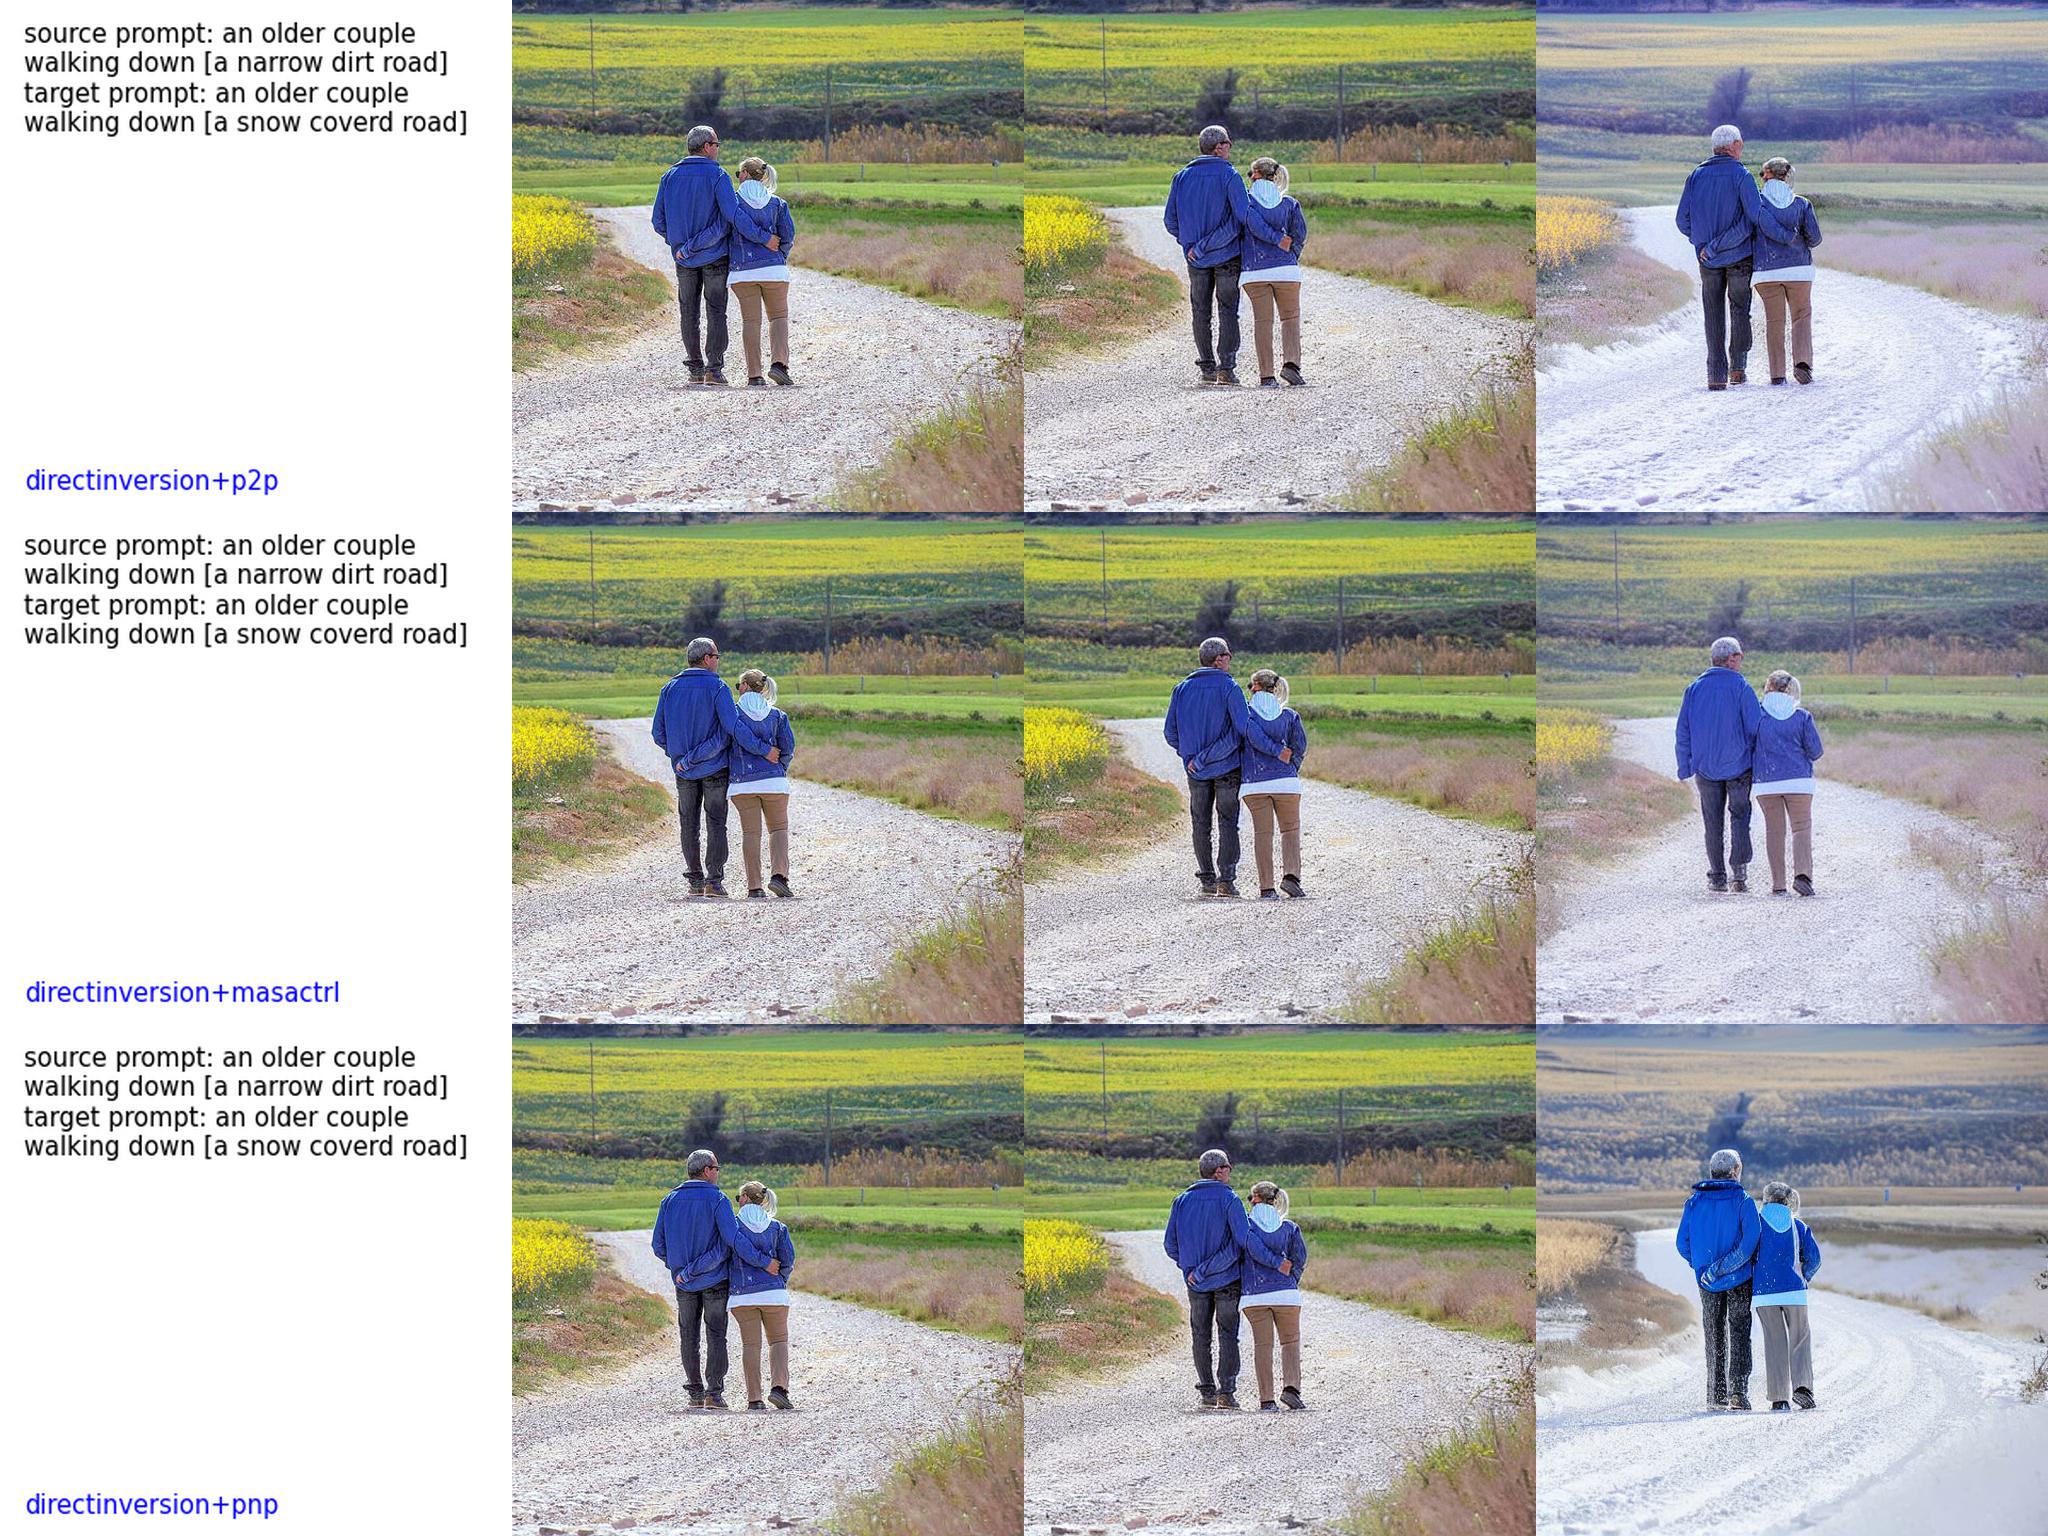 source prompt: an older couple
walking down [a narrow dirt road]
target prompt: an older couple
walking down [a snow coverd road]
directinversion+p2p
source prompt: an older couple
walking down [a narrow dirt road]
target prompt: an older couple
walking down [a snow coverd road]
directinversion+masactrl
source prompt: an older couple
walking down [a narrow dirt road]
target prompt: an older couple
walking down [a snow coverd road]
directinversion+pnp